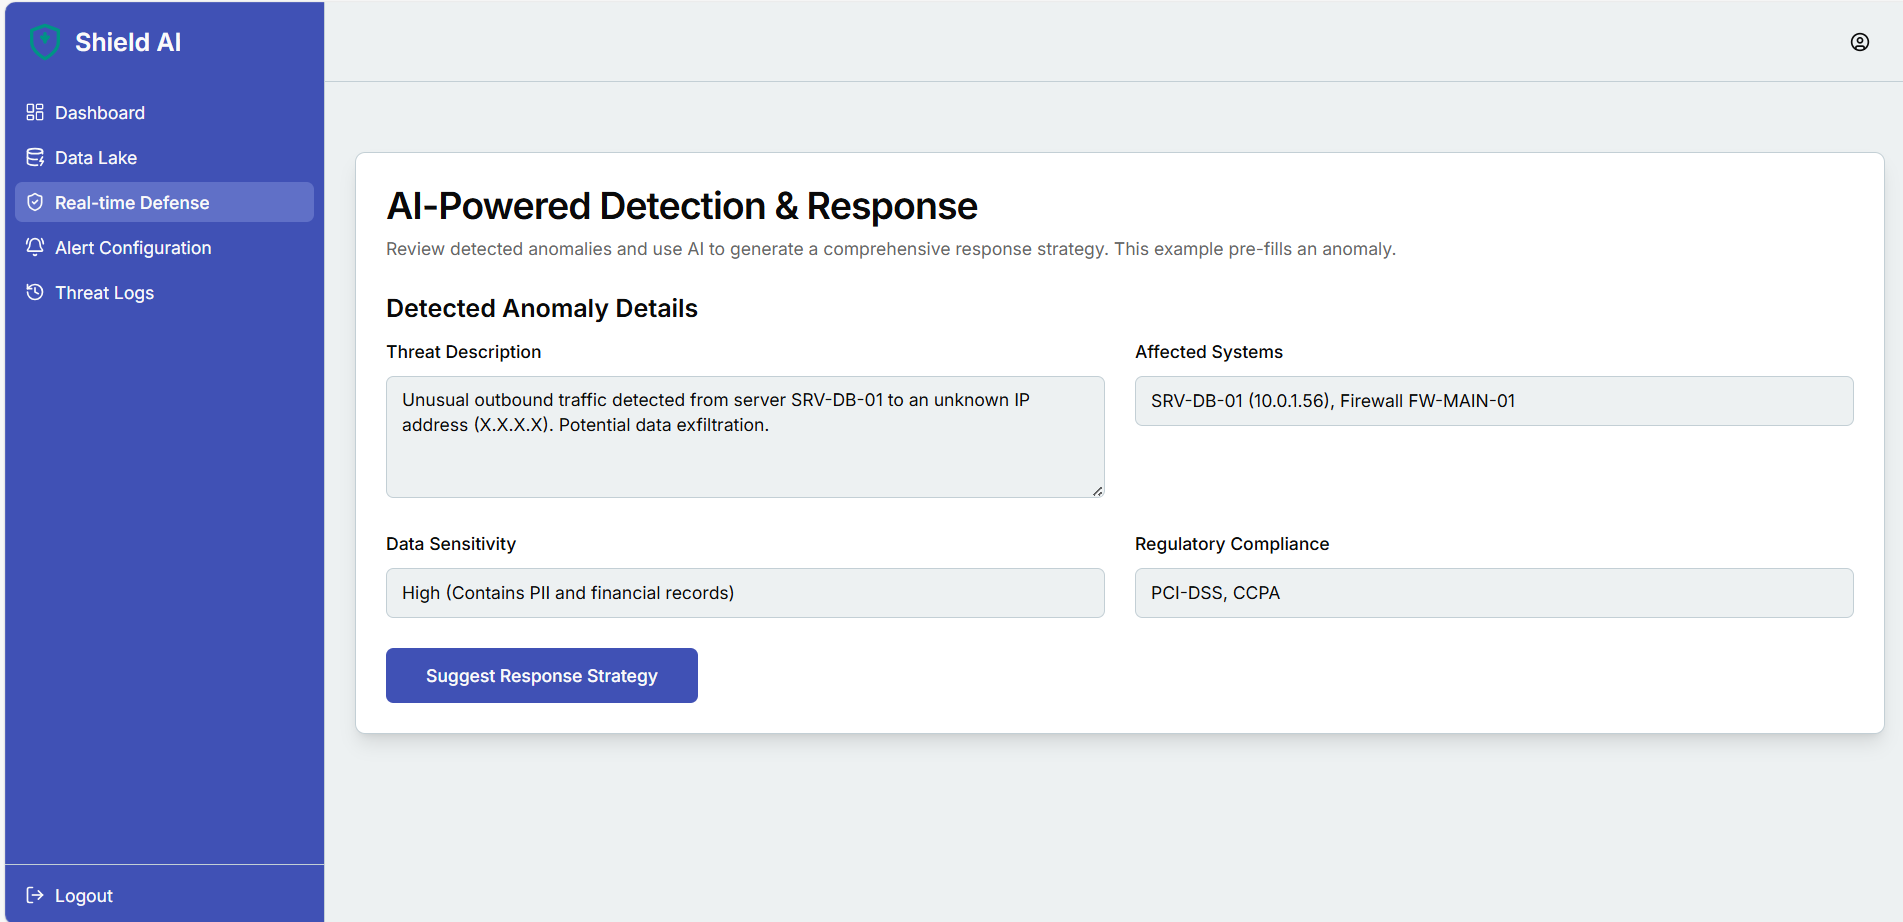 Shield AI
Dashboard
Data Lake
Real-time Defense
Alert Configuration
Threat Logs
Logout
AI-Powered Detection & Response
Review detected anomalies and use AI to generate a comprehensive response strategy. This example pre-fills an anomaly.
Detected Anomaly Details
Threat Description
Unusual outbound traffic detected from server SRV-DB-01 to an unknown IP
address (X.X.X.X). Potential data exfiltration.
Affected Systems
SRV-DB-01 (10.0.1.56), Firewall FW-MAIN-01
Data Sensitivity
High (Contains PII and financial records)
Regulatory Compliance
PCI-DSS, CCPA
Suggest Response Strategy